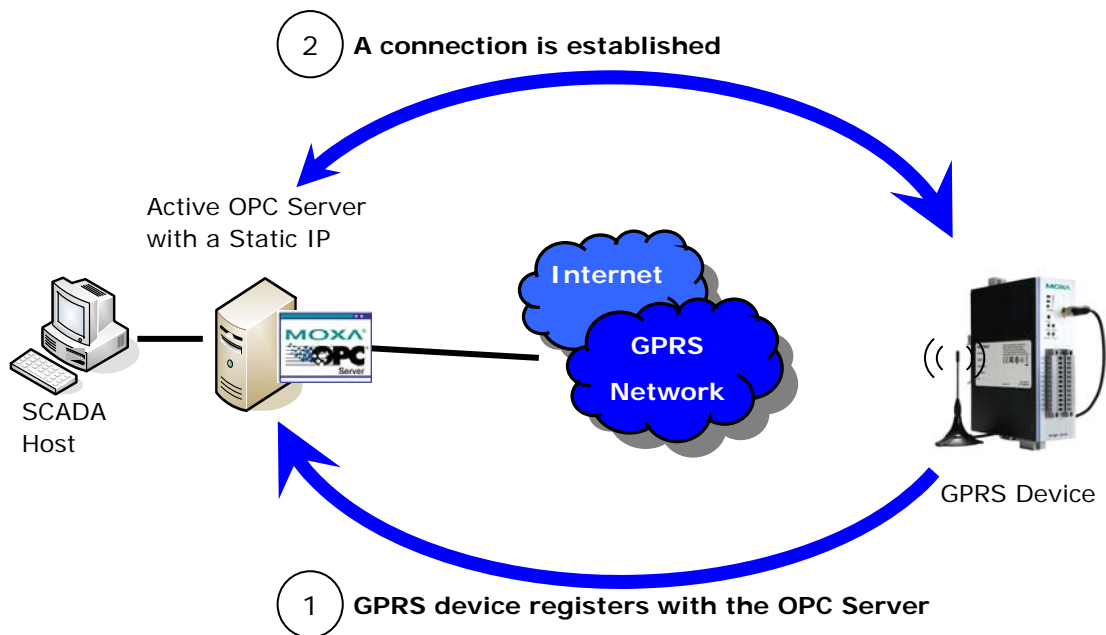 2 A connection is established
Active OPC Server
with a Static IP
Internet
GPRS
Network
MOXA®
OPC
Server
MOXA
SCADA
Host
GPRS Device
1 GPRS device registers with the OPC Server